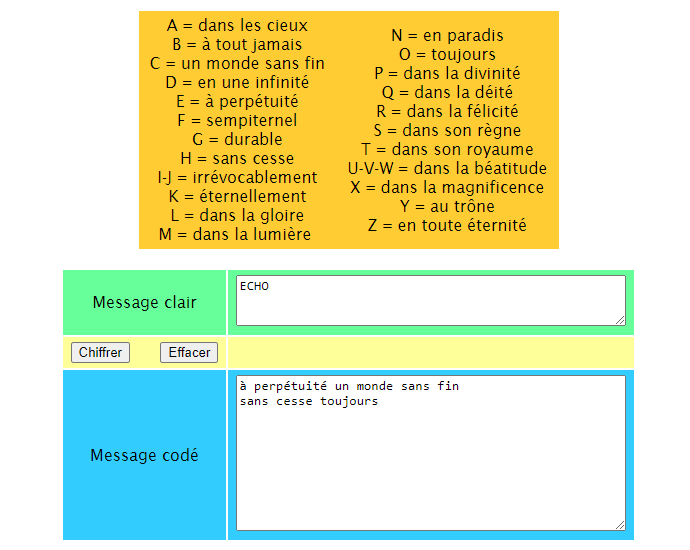 A = dans les cieux
B = à tout jamais
C = un monde sans fin
D = en une infinité
E = à perpétuité
F = sempiternel
G = durable
H = sans cesse
I-J = irrévocablement
K = éternellement
L = dans la gloire
M = dans la lumière
N = en paradis
O = toujours
P = dans la divinité
Q = dans la déité
R = dans la félicité
S = dans son règne
T = dans son royaume
U-V-W = dans la béatitude
X = dans la magnificence
Y = au trône
Z = en toute éternité
Message clair
ECHO
Chiffrer Effacer
Message codé
à perpétuité un monde sans fin
sans cesse toujours